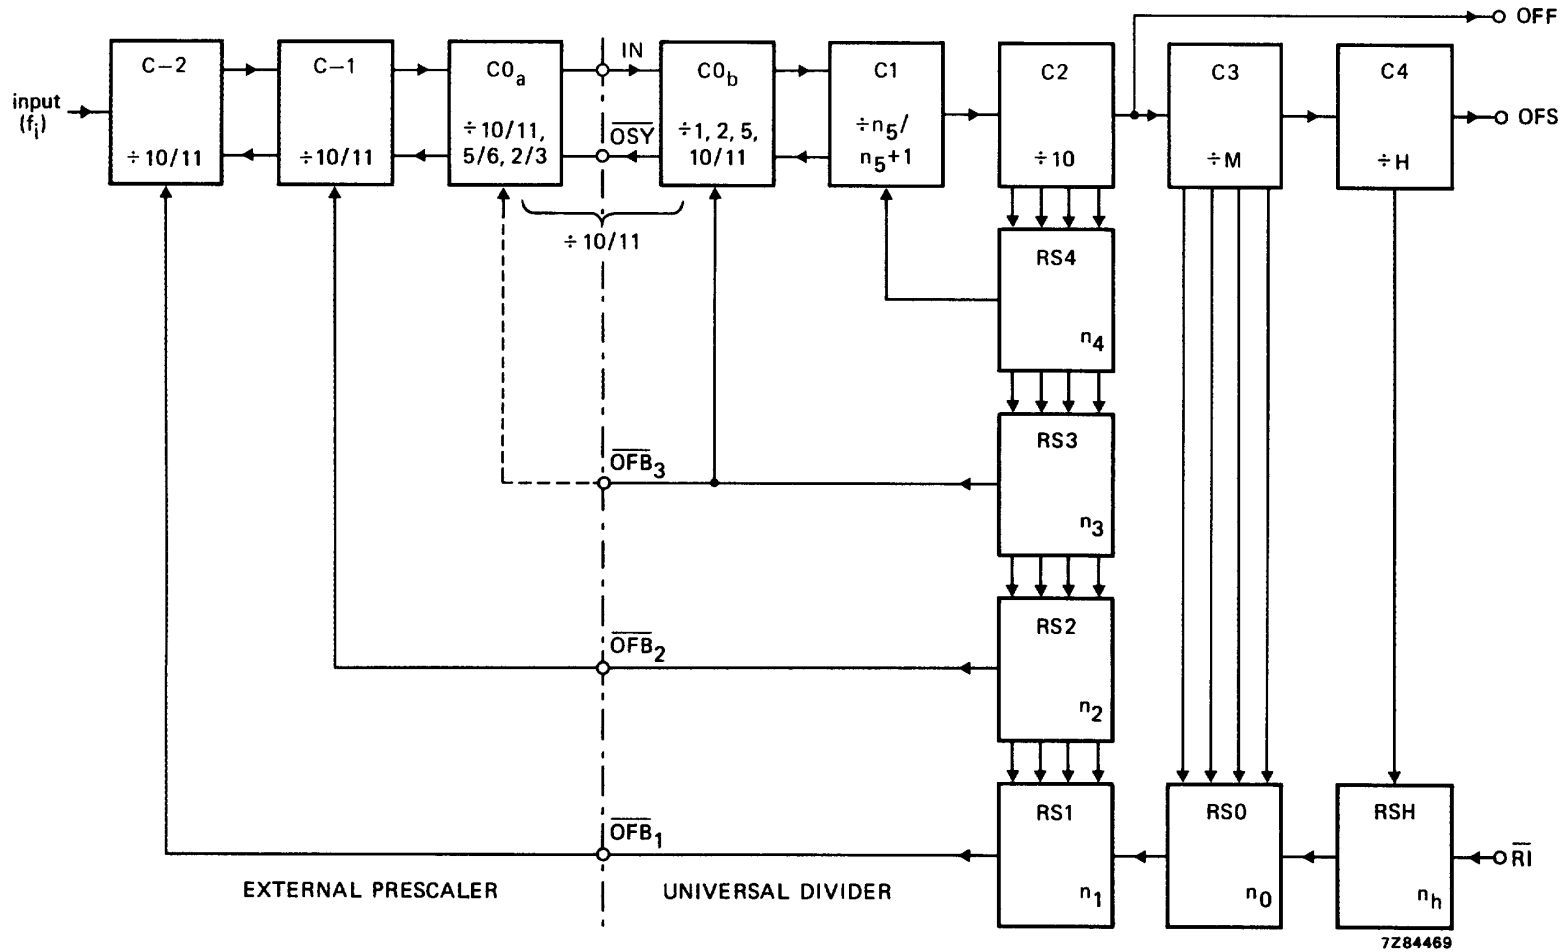 OFF
input
(fi)
C−2
÷10/11
C−1
÷10/11
C0a
÷10/11,
5/6, 2/3
IN
OSY
C0b
÷1, 2, 5,
10/11
C1
÷n5/
n5+1
C2
÷10
C3
÷M
C4
÷H
OFS
÷10/11
RS4
n4
OFB3
RS3
n3
OFB2
RS2
n2
OFB1
RS1
n1
RS0
n0
RSH
nh
RI
EXTERNAL PRESCALER
UNIVERSAL DIVIDER
7Z84469